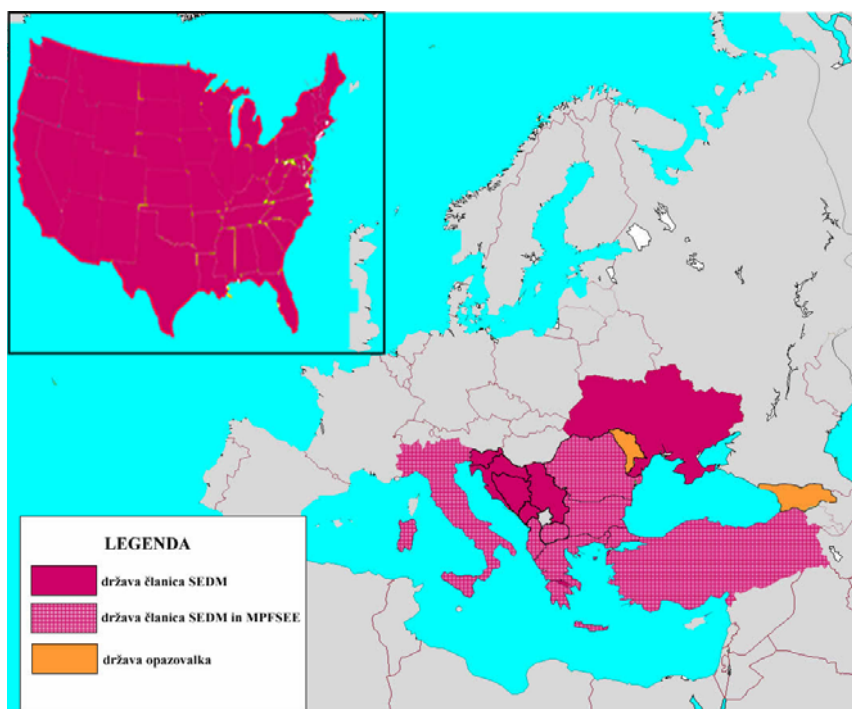 LEGENDA
država članica SEDM
država članica SEDM in MPFSEE
država opazovalka